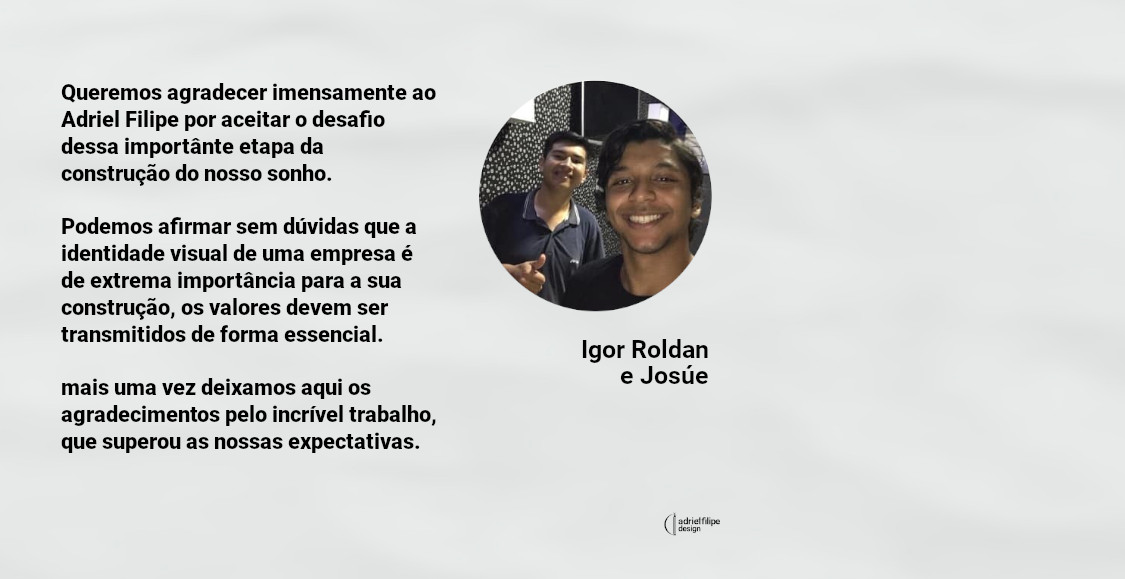 Queremos agradecer imensamente ao
Adriel Filipe por aceitar o desafio
dessa importânte etapa da
construção do nosso sonho.
Podemos afirmar sem dúvidas que a
identidade visual de uma empresa é
de extrema importância para a sua
construção, os valores devem ser
transmitidos de forma essencial.
mais uma vez deixamos aqui os
agradecimentos pelo incrível trabalho,
que superou as nossas expectativas.
Igor Roldan
e Josúe
adrielfilipe
design